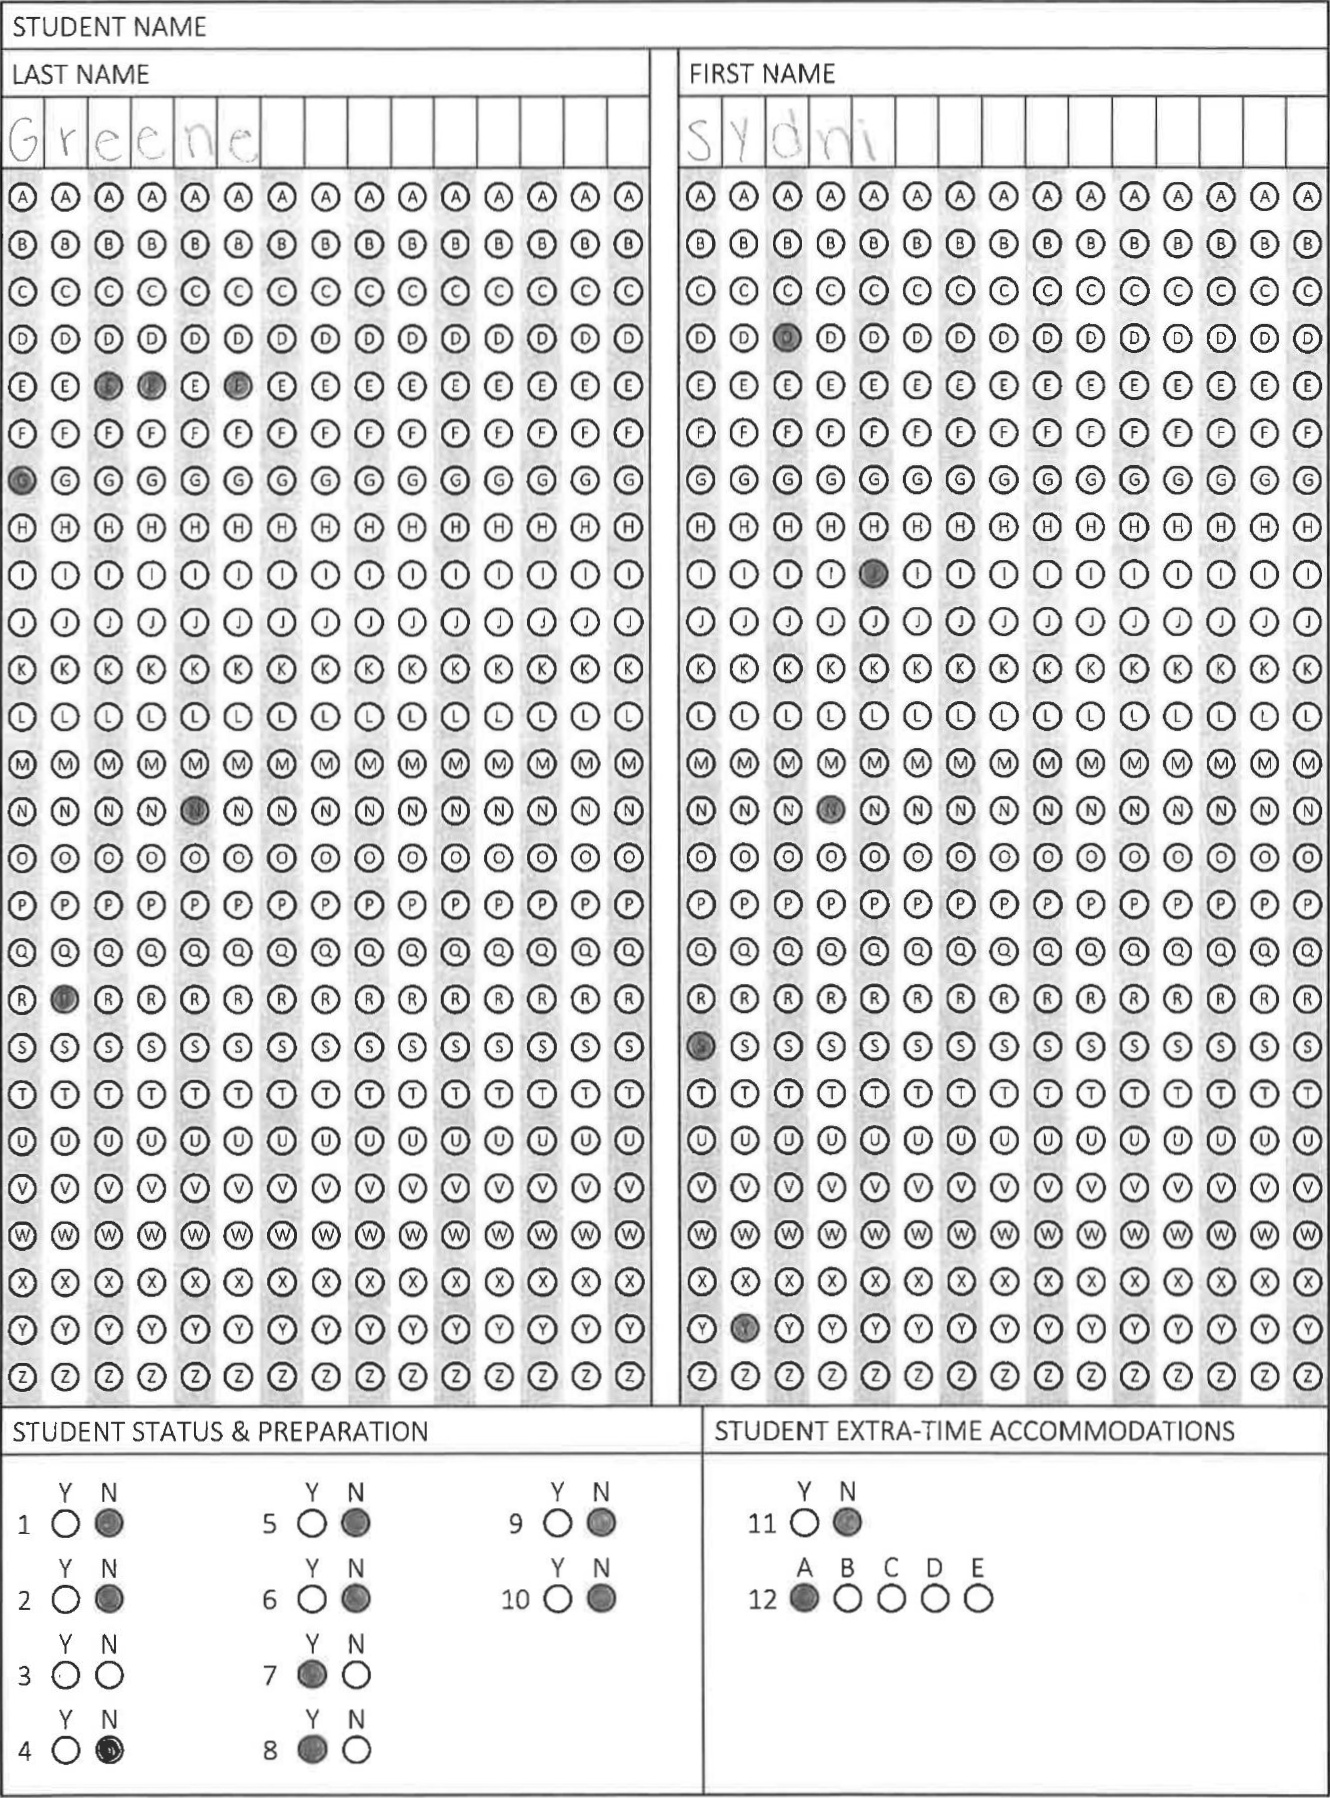 STUDENT NAME
LAST NAME FIRST NAME
Greene sydni
A A A A A A A A A A A A A A A A A A A A A A A A A A A A A A
B B B B B B B B B B B B B B B B B B B B B B B B B B B B B B
C C C C C C C C C C C C C C C C C C C C C C C C C C C C C C
D D D D D D D D D D D D D D D D D D D D D D D D D D D D D D
E E E E E E E E E E E E E E E E E E E E E E E E E E E E E E
F F F F F F F F F F F F F F F F F F F F F F F F F F F F F F
G G G G G G G G G G G G G G G G G G G G G G G G G G G G G G
H H H H H H H H H H H H H H H H H H H H H H H H H H H H H H
I I I I I I I I I I I I I I I I I I I I I I I I I I I I I I
J J J J J J J J J J J J J J J J J J J J J J J J J J J J J J
K K K K K K K K K K K K K K K K K K K K K K K K K K K K K K
L L L L L L L L L L L L L L L L L L L L L L L L L L L L L L
M M M M M M M M M M M M M M M M M M M M M M M M M M M M M M
N N N N N N N N N N N N N N N N N N N N N N N N N N N N N N
O O O O O O O O O O O O O O O O O O O O O O O O O O O O O O
P P P P P P P P P P P P P P P P P P P P P P P P P P P P P P
Q Q Q Q Q Q Q Q Q Q Q Q Q Q Q Q Q Q Q Q Q Q Q Q Q Q Q Q Q Q
R R R R R R R R R R R R R R R R R R R R R R R R R R R R R
S S S S S S S S S S S S S S S S S S S S S S S S S S S S S S
T T T T T T T T T T T T T T T T T T T T T T T T T T T T T T
U U U U U U U U U U U U U U U U U U U U U U U U U U U U U U
V V V V V V V V V V V V V V V V V V V V V V V V V V V V V V
W W W W W W W W W W W W W W W W W W W W W W W W W W W W W W
X X X X X X X X X X X X X X X X X X X X X X X X X X X X X X
Y Y Y Y Y Y Y Y Y Y Y Y Y Y Y Y Y Y Y Y Y Y Y Y Y Y Y Y Y Y
Z Z Z Z Z Z Z Z Z Z Z Z Z Z Z Z Z Z Z Z Z Z Z Z Z Z Z Z Z Z
STUDENT STATUS & PREPARATION STUDENT EXTRA-TIME ACCOMMODATIONS
Y N Y N Y N Y N
1 5 9 11
Y N Y N Y N A B C D E
2 6 10 12
Y N Y N
3 7
Y N Y N
4 8